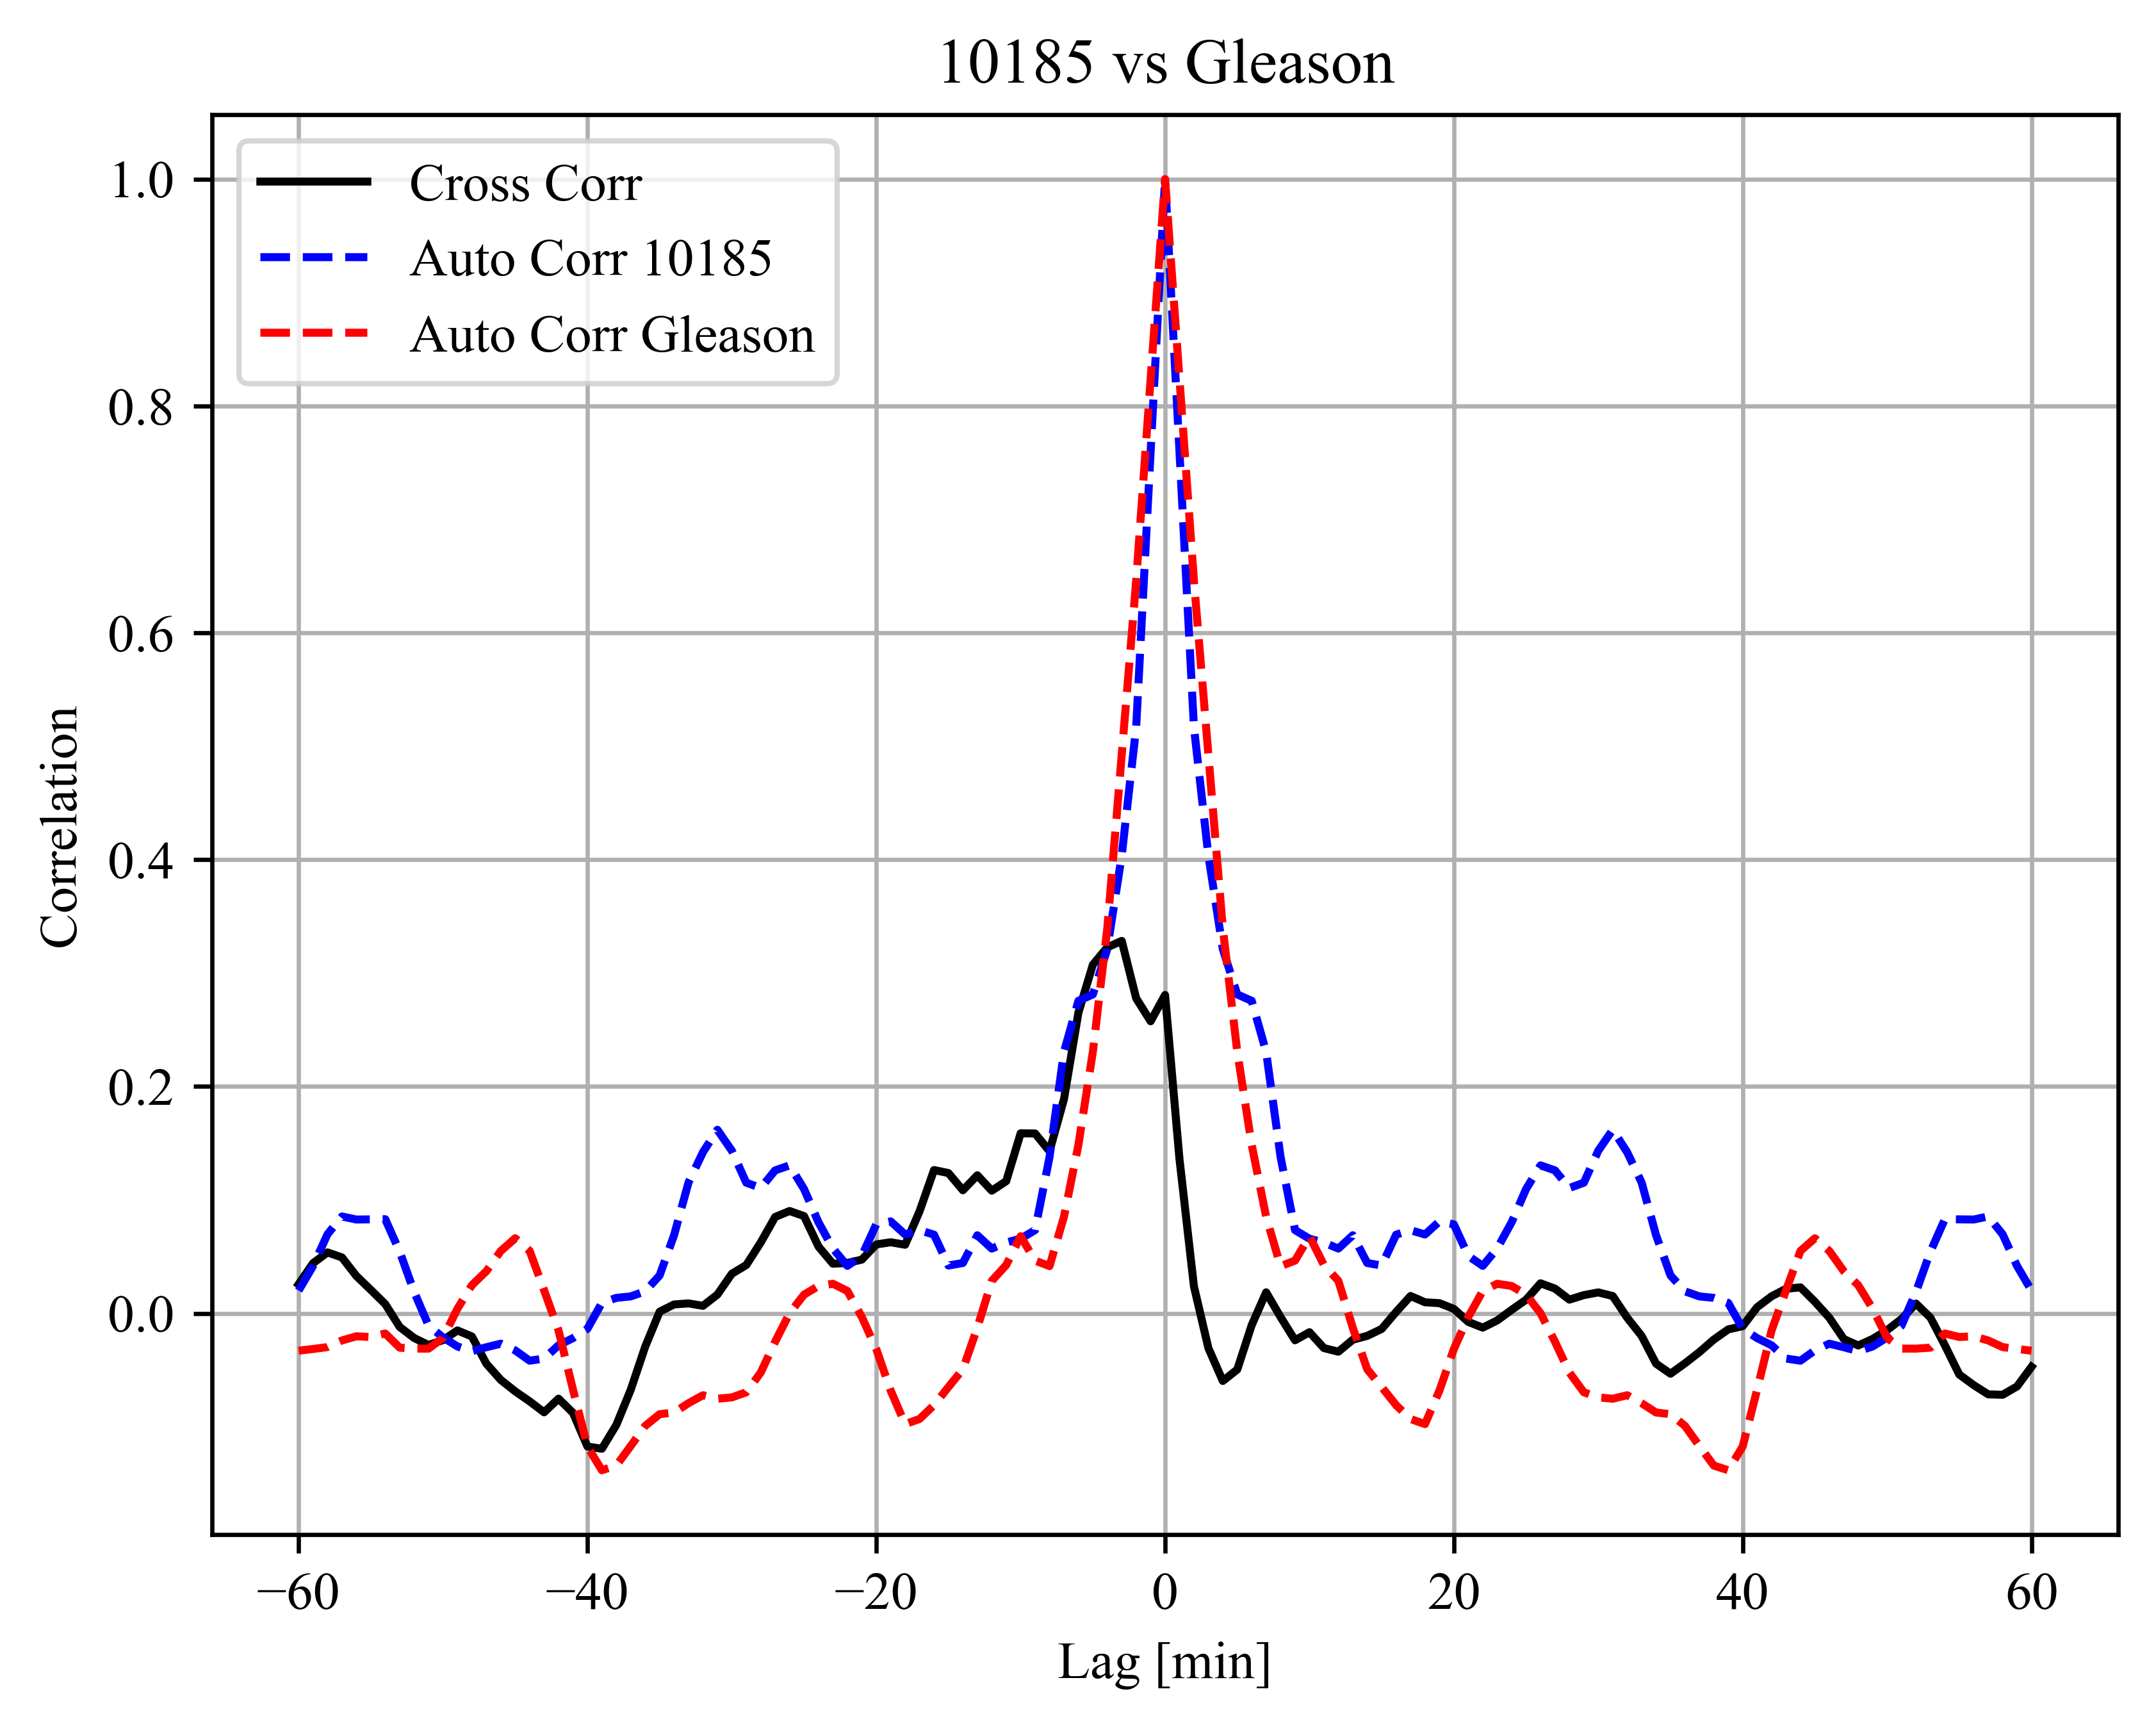 10185 vs Gleason
Cross Corr
Auto Corr 10185
Auto Corr Gleason
1.0
0.8
0.6
0.4
0.2
0.0
Correlation
−60 −40 −20 0 20 40 60
Lag [min]